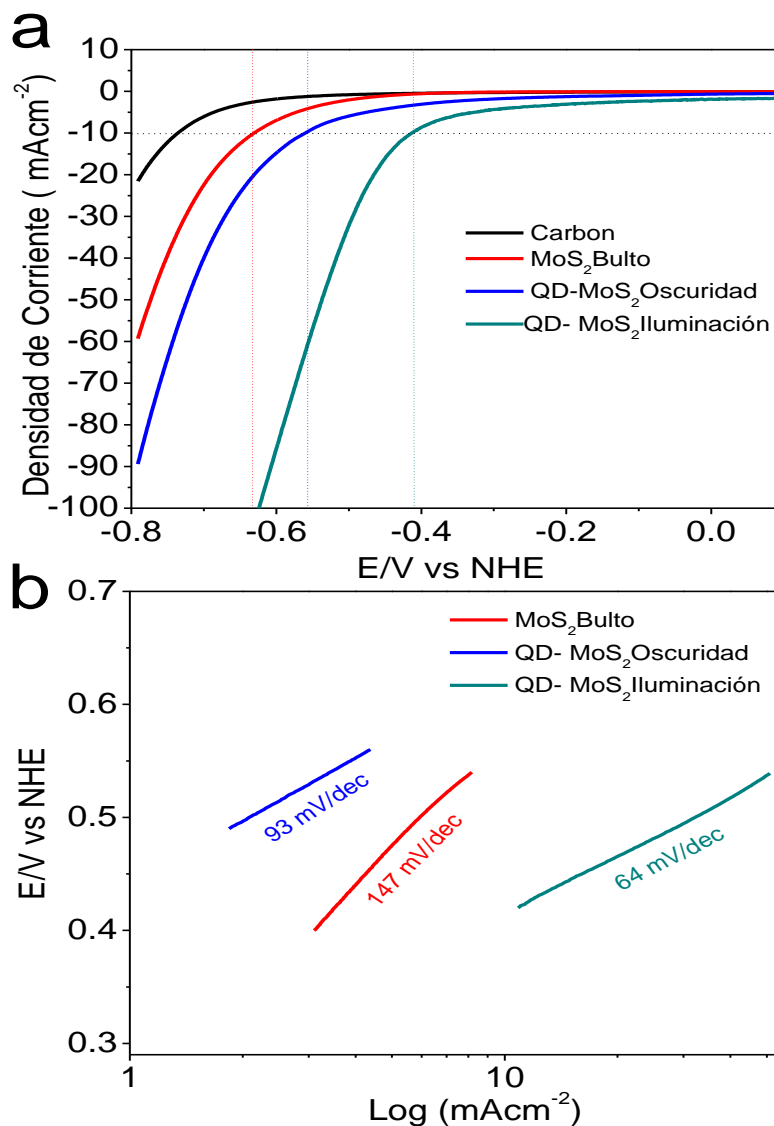 a
10
0
-10
-20
-30
-40
-50
-60
-70
-80
-90
-100
Densidad de Corriente ( mAcm-2)
Carbon
MoS2Bulto
QD-MoS2Oscuridad
QD- MoS2Iluminación
-0.8 -0.6 -0.4 -0.2 0.0
E/V vs NHE
b
0.7
0.6
0.5
0.4
0.3
E/V vs NHE
MoS2Bulto
QD- MoS2Oscuridad
QD- MoS2Iluminación
93 mV/dec
147 mV/dec
64 mV/dec
1 10
Log (mAcm-2)